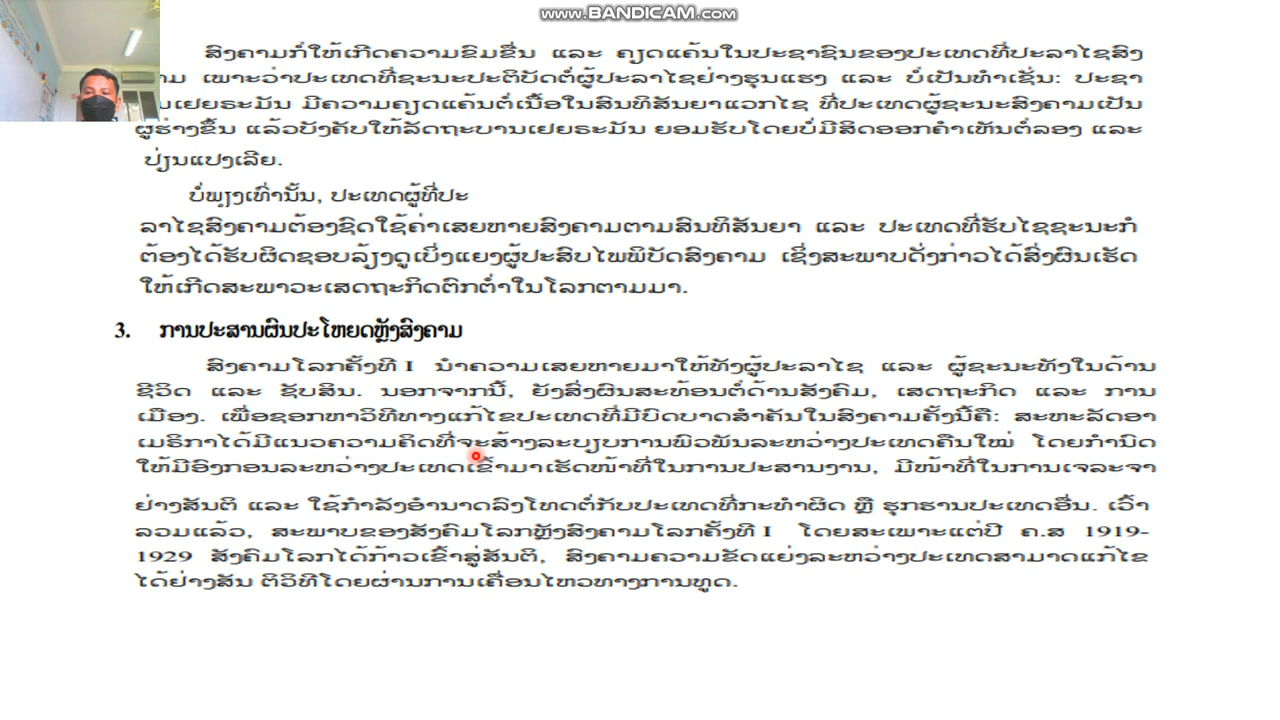 www.BANDICAM.com
ສົງຄາມກໍ່ໃຫ້ເກີດຄວາມຂົມຂື່ນ ແລະ ຄຽດແຄ້ນໃນປະຊາຊົນຂອງປະເທດທີ່ປະລາໄຊສົງ
ຄາມ ເພາະວ່າປະເທດທີ່ຊະນະປະຕິບັດຕໍ່ຜູ້ປະລາໄຊຢ່າງຮຸນແຮງ ແລະ ບໍ່ເປັນທຳເຊັ່ນ: ປະຊາ
ນເຢຍຣະມັນ ມີຄວາມຄຽດແຄ້ນຕໍ່ເນື້ອໃນສົນທິສັນຍາແວກໄຊ ທີ່ປະເທດຜູ້ຊະນະສົງຄາມເປັນ
ຜູ້ຮ່າງຂຶ້ນ ແລ້ວບັງຄັບໃຫ້ລັດຖະບານເຢຍຣະມັນ ຍອມຮັບໂດຍບໍ່ມີສິດອອກຄຳເຫັນຕໍ່ລອງ ແລະ
ປ່ຽນແປງເລີຍ.
ບໍ່ພຽງເທົ່ານັ້ນ, ປະເທດຜູ້ທີ່ປະ
ລາໄຊສົງຄາມຕ້ອງຊົດໃຊ້ຄ່າເສຍຫາຍສົງຄາມຕາມສົນທິສັນຍາ ແລະ ປະເທດທີ່ຮັບໄຊຊະນະກໍ
ຕ້ອງໄດ້ຮັບຜິດຊອບລ້ຽງດູເບິ່ງແຍງຜູ້ປະສົບໄພພິບັດສົງຄາມ ເຊິ່ງສະພາບດັ່ງກ່າວໄດ້ສົ່ງຜົນເຮັດ
ໃຫ້ເກີດສະພາວະເສດຖະກິດຕົກຕໍ່າໃນໂລກຕາມມາ.
3. ການປະສານຜົນປະໂຫຍດຫຼັງສົງຄາມ
ສົງຄາມໂລກຄັ້ງທີ I ນຳຄວາມເສຍຫາຍມາໃຫ້ທັງຜູ້ປະລາໄຊ ແລະ ຜູ້ຊະນະທັງໃນດ້ານ
ຊີວິດ ແລະ ຊັບສິນ. ນອກຈາກນີ້, ຍັງສົ່ງຜົນສະທ້ອນຕໍ່ດ້ານສັງຄົມ, ເສດຖະກິດ ແລະ ການ
ເມືອງ. ເພື່ອຊອກຫາວິທີທາງແກ້ໄຂປະເທດທີ່ມີບົດບາດສຳຄັນໃນສົງຄາມຄັ້ງນີ້ຄື: ສະຫະລັດອາ
ເມຣິກາໄດ້ມີແນວຄວາມຄິດທີ່ຈະສ້າງລະບຽບການພົວພັນລະຫວ່າງປະເທດຄືນໃໝ່ ໂດຍກຳນົດ
ໃຫ້ມີອົງກອນລະຫວ່າງປະເທດເຂົ້າມາເຮັດໜ້າທີ່ໃນການປະສານງານ, ມີໜ້າທີ່ໃນການເຈລະຈາ
ຢ່າງສັນຕິ ແລະ ໃຊ້ກຳລັງອຳນາດລົງໂທດຕໍ່ກັບປະເທດທີ່ກະທຳຜິດ ຫຼື ຮຸກຮານປະເທດອື່ນ. ເວົ້າ
ລວມແລ້ວ, ສະພາບຂອງສັງຄົມໂລກຫຼັງສົງຄາມໂລກຄັ້ງທີ I ໂດຍສະເພາະແຕ່ປີ ຄ.ສ 1919-
1929 ສັງຄົມໂລກໄດ້ກ້າວເຂົ້າສູ່ສັນຕິ, ສົງຄາມຄວາມຂັດແຍ່ງລະຫວ່າງປະເທດສາມາດແກ້ໄຂ
ໄດ້ຢ່າງສັນ ຕິວິທີໂດຍຜ່ານການເຄື່ອນໄຫວທາງການທູດ.